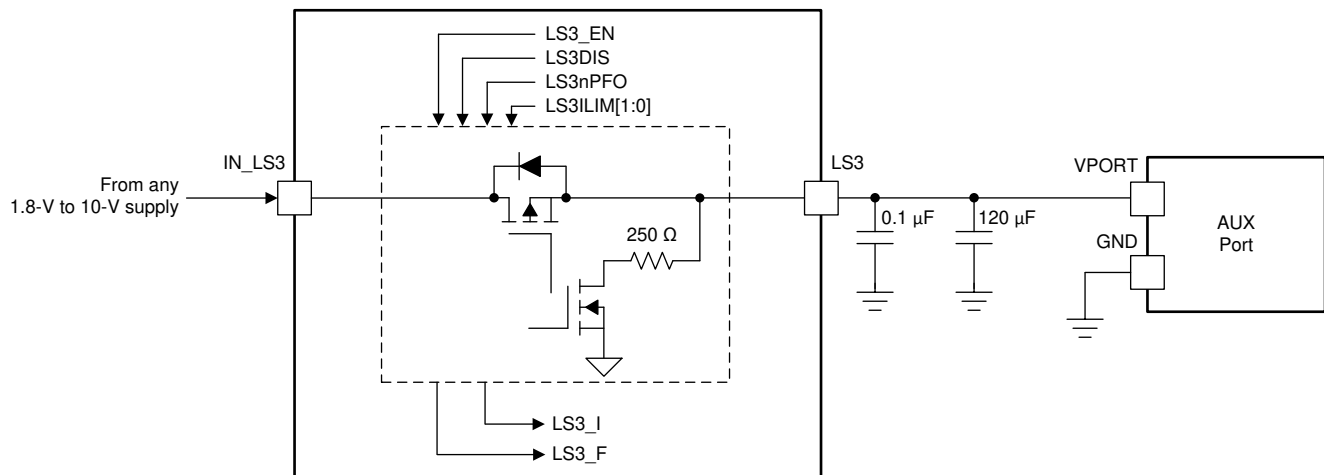 LS3_EN
LS3DIS
LS3nPFO
LS3ILIM[1:0]
IN_LS3
LS3
From any
1.8-V to 10-V supply
VPORT
0.1 µF
120 µF
250 Ω
GND
AUX
Port
LS3_I
LS3_F